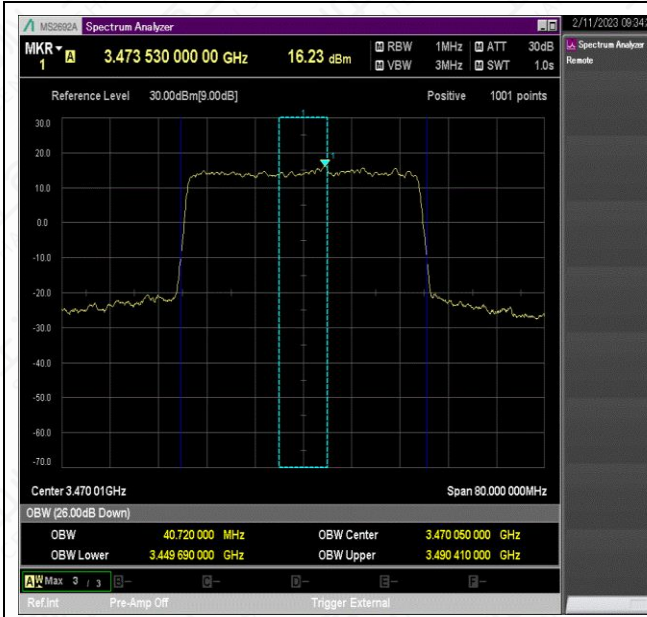 MS2692A Spectrum Analyzer 2/11/2023 09:34:
MKR 1 A 3.473 530 000 00 GHz 16.23 dBm M RBW 1MHz M ATT 30dB
M VBW 3MHz M SWT 1.0s
Spectrum Analyzer
Remote
Reference Level 30.00dBm[9.00dB] Positive 1001 points
30.0
20.0
1
10.0
0.0
-10.0
-20.0
-30.0
-40.0
-50.0
-60.0
-70.0
Center 3.470 01GHz Span 80.000 000MHz
OBW (26.00dB Down)
OBW 40.720 000 MHz OBW Center 3.470 050 000 GHz
OBW Lower 3.449 690 000 GHz OBW Upper 3.490 410 000 GHz
A W Max 3 / 3 B- C- D- E- F-
Ref.Int Pre-Amp Off Trigger External